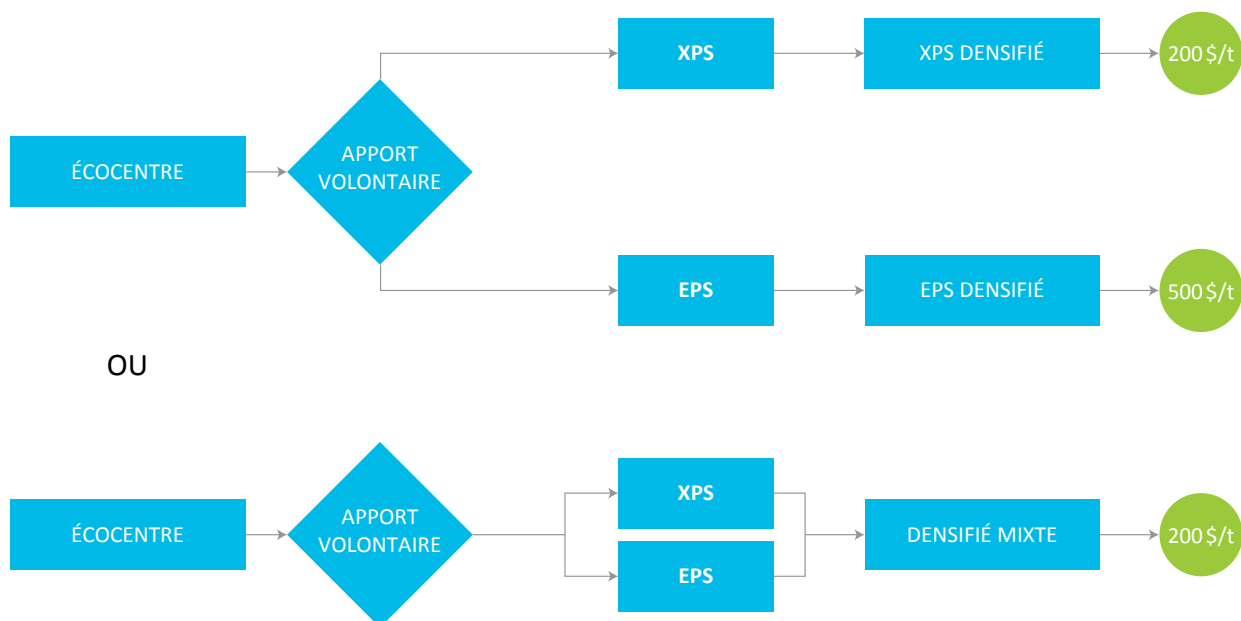 XPS
XPS DENSIFIÉ
200 $/t
ÉCOCENTRE
APPORT
VOLONTAIRE
EPS
EPS DENSIFIÉ
500 $/t
OU
ÉCOCENTRE
APPORT
VOLONTAIRE
XPS
EPS
DENSIFIÉ MIXTE
200 $/t